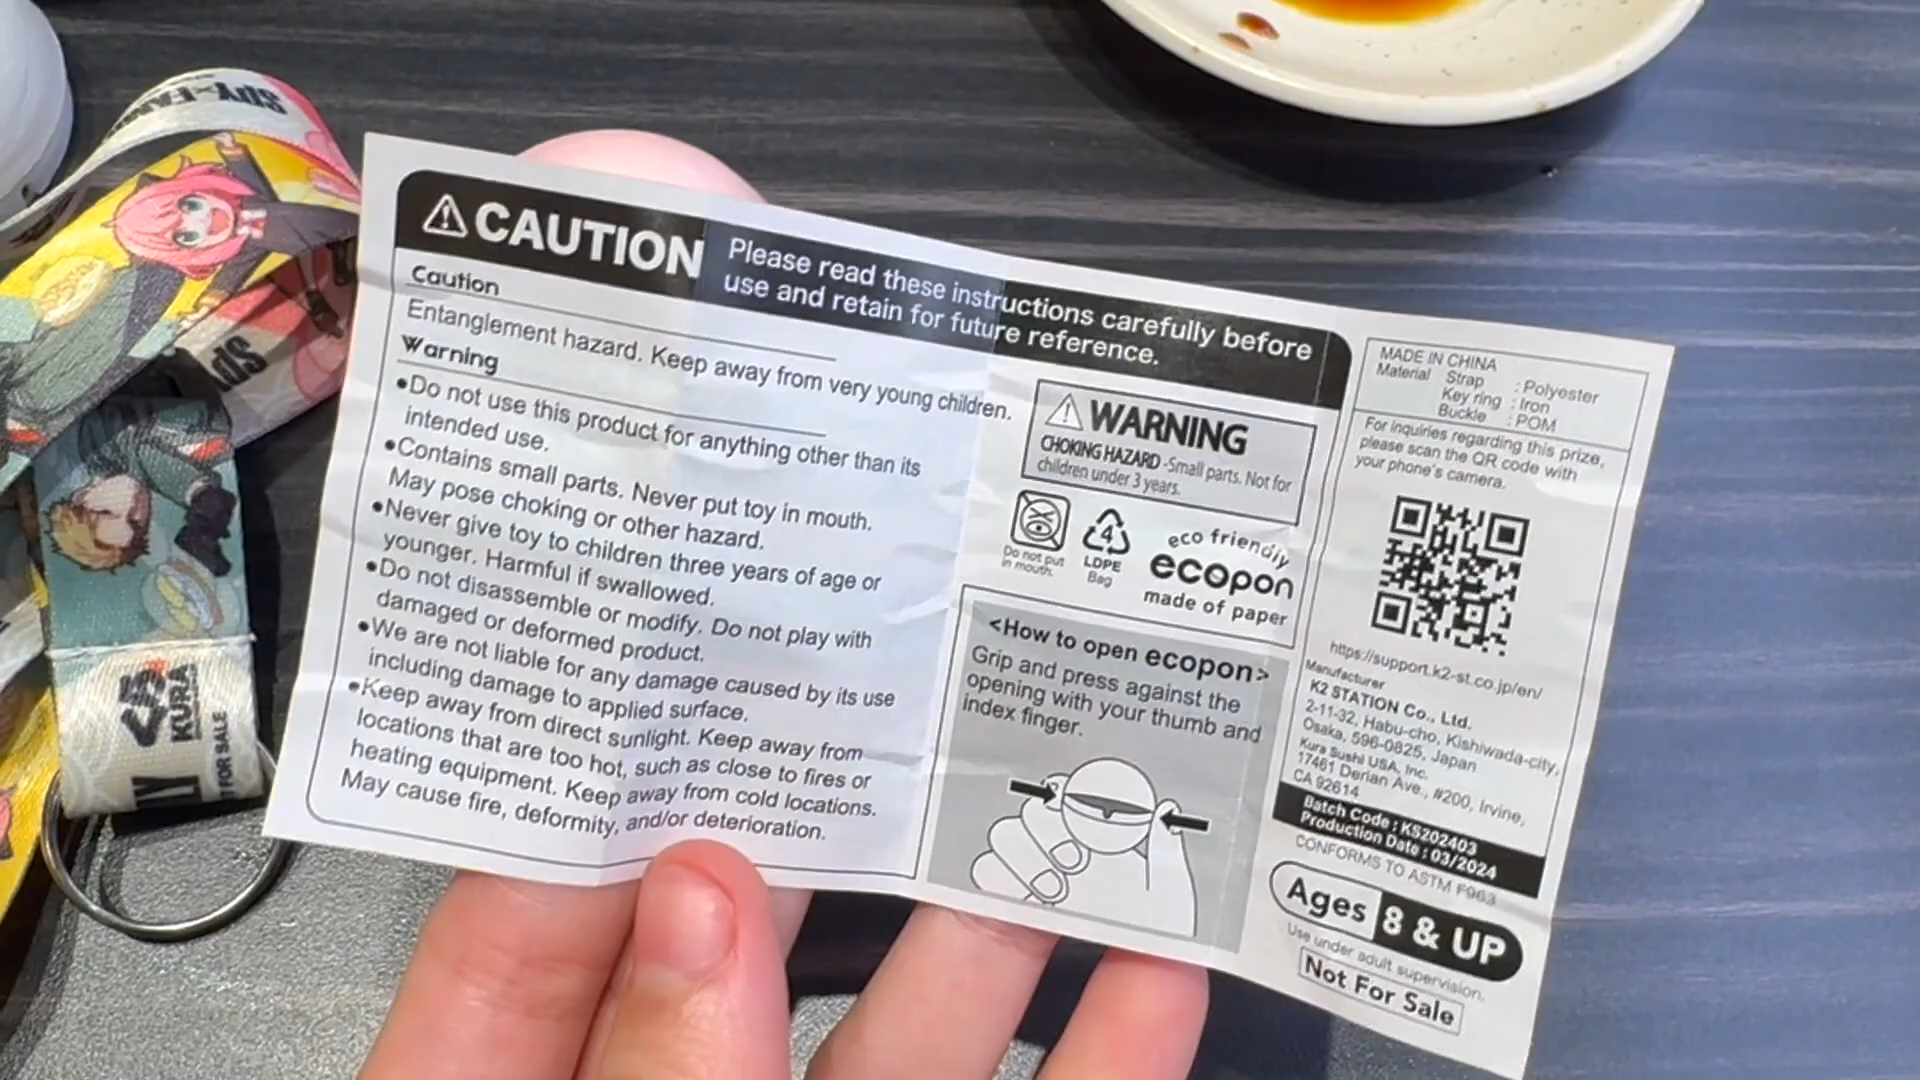 SPY×FAM
Ads
KURA
TY
T FOR SALE
CAUTION
Please read these instructions carefully before
use and retain for future reference.
Caution
Entanglement hazard. Keep away from very young children.
Warning
•Do not use this product for anything other than its
intended use.
•Contains small parts. Never put toy in mouth.
May pose choking or other hazard.
•Never give toy to children three years of age or
younger. Harmful if swallowed.
•Do not disassemble or modify. Do not play with
damaged or deformed product.
•We are not liable for any damage caused by its use
including damage to applied surface.
•Keep away from direct sunlight. Keep away from
locations that are too hot, such as close to fires or
heating equipment. Keep away from cold locations.
May cause fire, deformity, and/or deterioration.
WARNING
CHOKING HAZARD -Small parts. Not for
children under 3 years.
Do not put
in mouth.
4
LDPE
Bag
eco friendly
ecopon
made of paper
<How to open ecopon>
Grip and press against the
opening with your thumb and
index finger.
MADE IN CHINA
Material Strap : Polyester
Key ring : Iron
Buckle : POM
For inquiries regarding this prize,
please scan the QR code with
your phone's camera.
https://support.k2-st.co.jp/en/
Manufacturer
K2 STATION Co., Ltd.
2-11-32, Habu-cho, Kishiwada-city,
Osaka, 596-0825, Japan
Kura Sushi USA, Inc.
17461 Derian Ave., #200, Irvine,
CA 92614
Batch Code : KS202403
Production Date : 03/2024
CONFORMS TO ASTM F963
Ages 8 & UP
Use under adult supervision.
Not For Sale